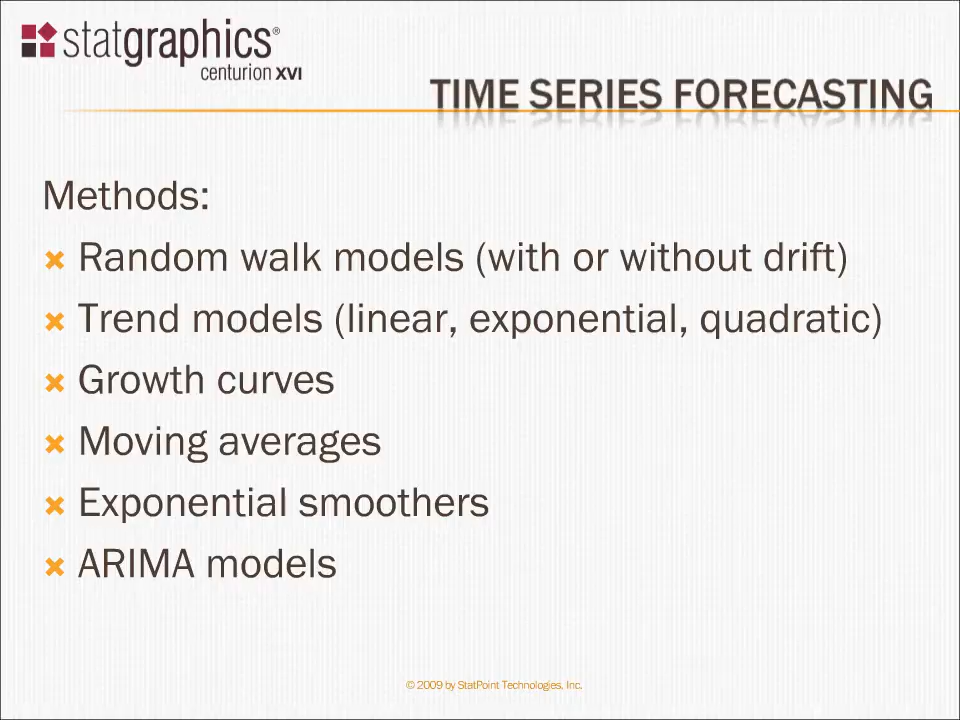 statgraphics®
centurion XVI
TIME SERIES FORECASTING
Methods:
Random walk models (with or without drift)
Trend models (linear, exponential, quadratic)
Growth curves
Moving averages
Exponential smoothers
ARIMA models
© 2009 by StatPoint Technologies, Inc.